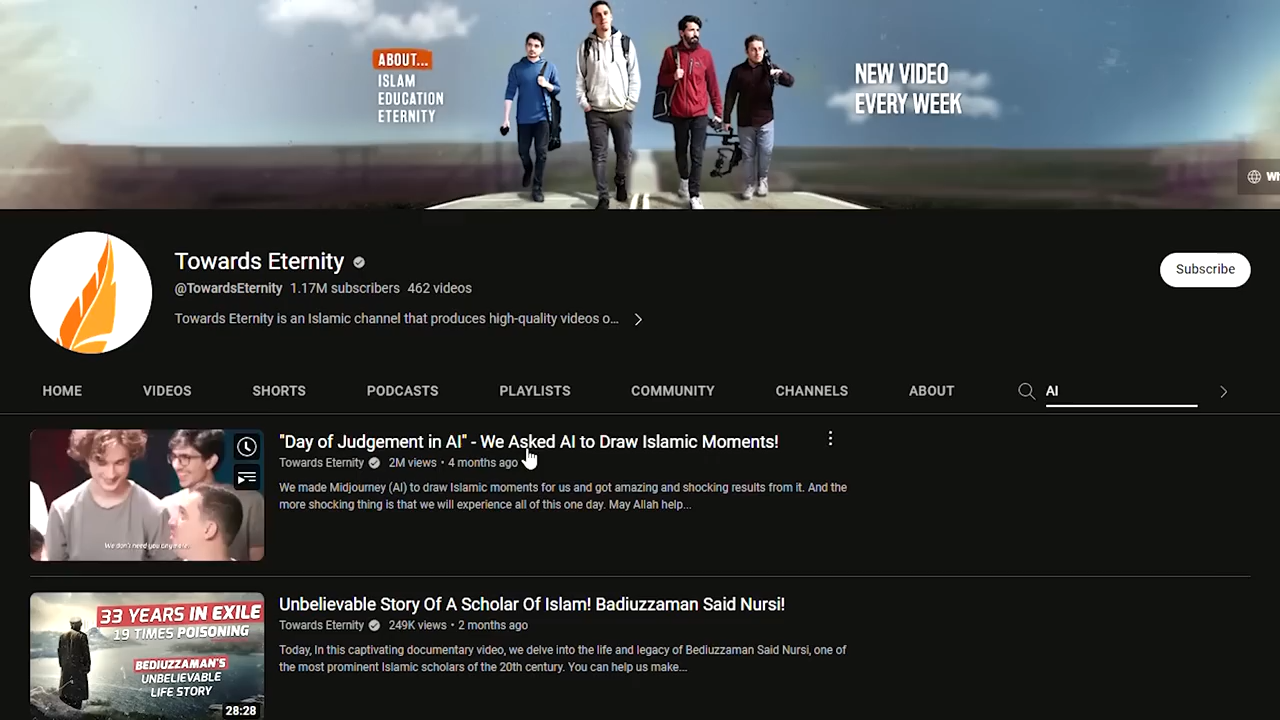 ABOUT...
ISLAM
EDUCATION
ETERNITY
NEW VIDEO
EVERY WEEK
Towards Eternity
@TowardsEternity 1.17M subscribers 462 videos
Subscribe
Towards Eternity is an Islamic channel that produces high-quality videos o...
HOME VIDEOS SHORTS PODCASTS PLAYLISTS COMMUNITY CHANNELS ABOUT AI
"Day of Judgement in AI" - We Asked AI to Draw Islamic Moments!
Towards Eternity 2M views • 4 months ago
We made Midjourney (AI) to draw Islamic moments for us and got amazing and shocking results from it. And the
more shocking thing is that we will experience all of this one day. May Allah help...
We don't need you anymore.
33 YEARS IN EXILE
19 TIMES POISONING
BEDIUZZAMAN'S
UNBELIEVABLE
LIFE STORY
28:28
Unbelievable Story Of A Scholar Of Islam! Badiuzzaman Said Nursi!
Towards Eternity 249K views • 2 months ago
Today, In this captivating documentary video, we delve into the life and legacy of Bediuzzaman Said Nursi, one of
the most prominent Islamic scholars of the 20th century. You can help us make...